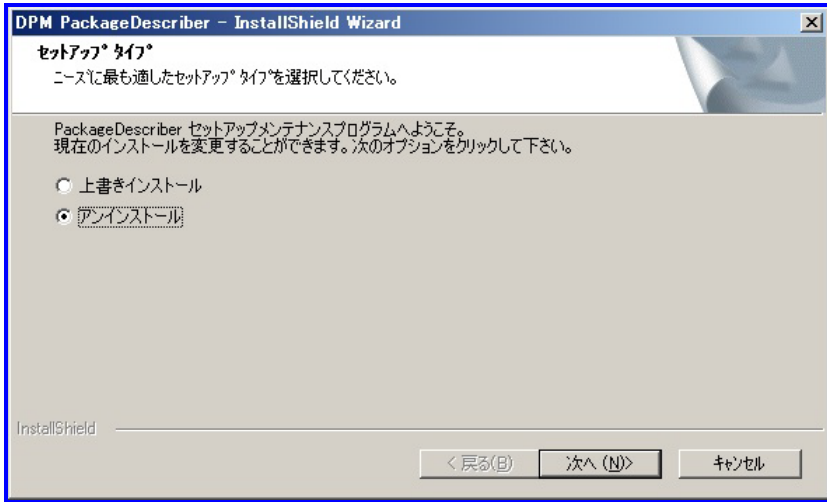 DPM PackageDescriber - InstallShield Wizard
ｾｯﾄｱｯﾌﾟ ﾀｲﾌﾟ
ニーズに最も適したセットアップ タイプを選択してください。
PackageDescriber セットアップメンテナンスプログラムへようこそ。
現在のインストールを変更することができます。次のオプションをクリックして下さい。
上書きインストール
アンインストール
InstallShield
< 戻る(B)
次へ (N)>
ｷｬﾝｾﾙ